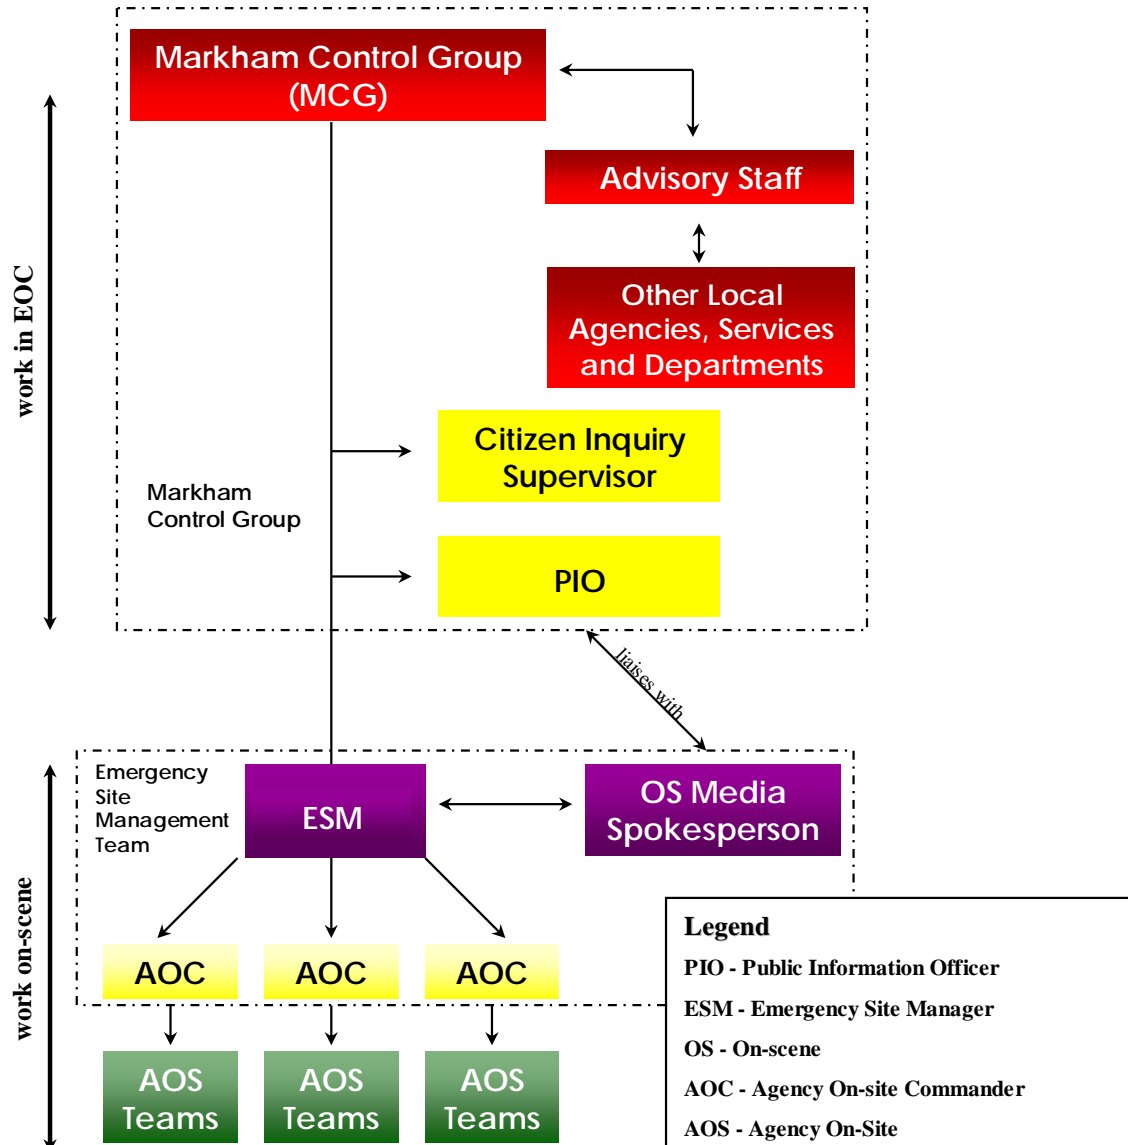 Markham Control Group
(MCG)
Advisory Staff
Other Local
Agencies, Services
and Departments
work in EOC
Citizen Inquiry
Supervisor
Markham
Control Group
PIO
liaises with
Emergency
Site
Management
Team
ESM
OS Media
Spokesperson
work on-scene
AOC
AOC
AOC
AOS
Teams
AOS
Teams
AOS
Teams
Legend
PIO - Public Information Officer
ESM - Emergency Site Manager
OS - On-scene
AOC - Agency On-site Commander
AOS - Agency On-Site